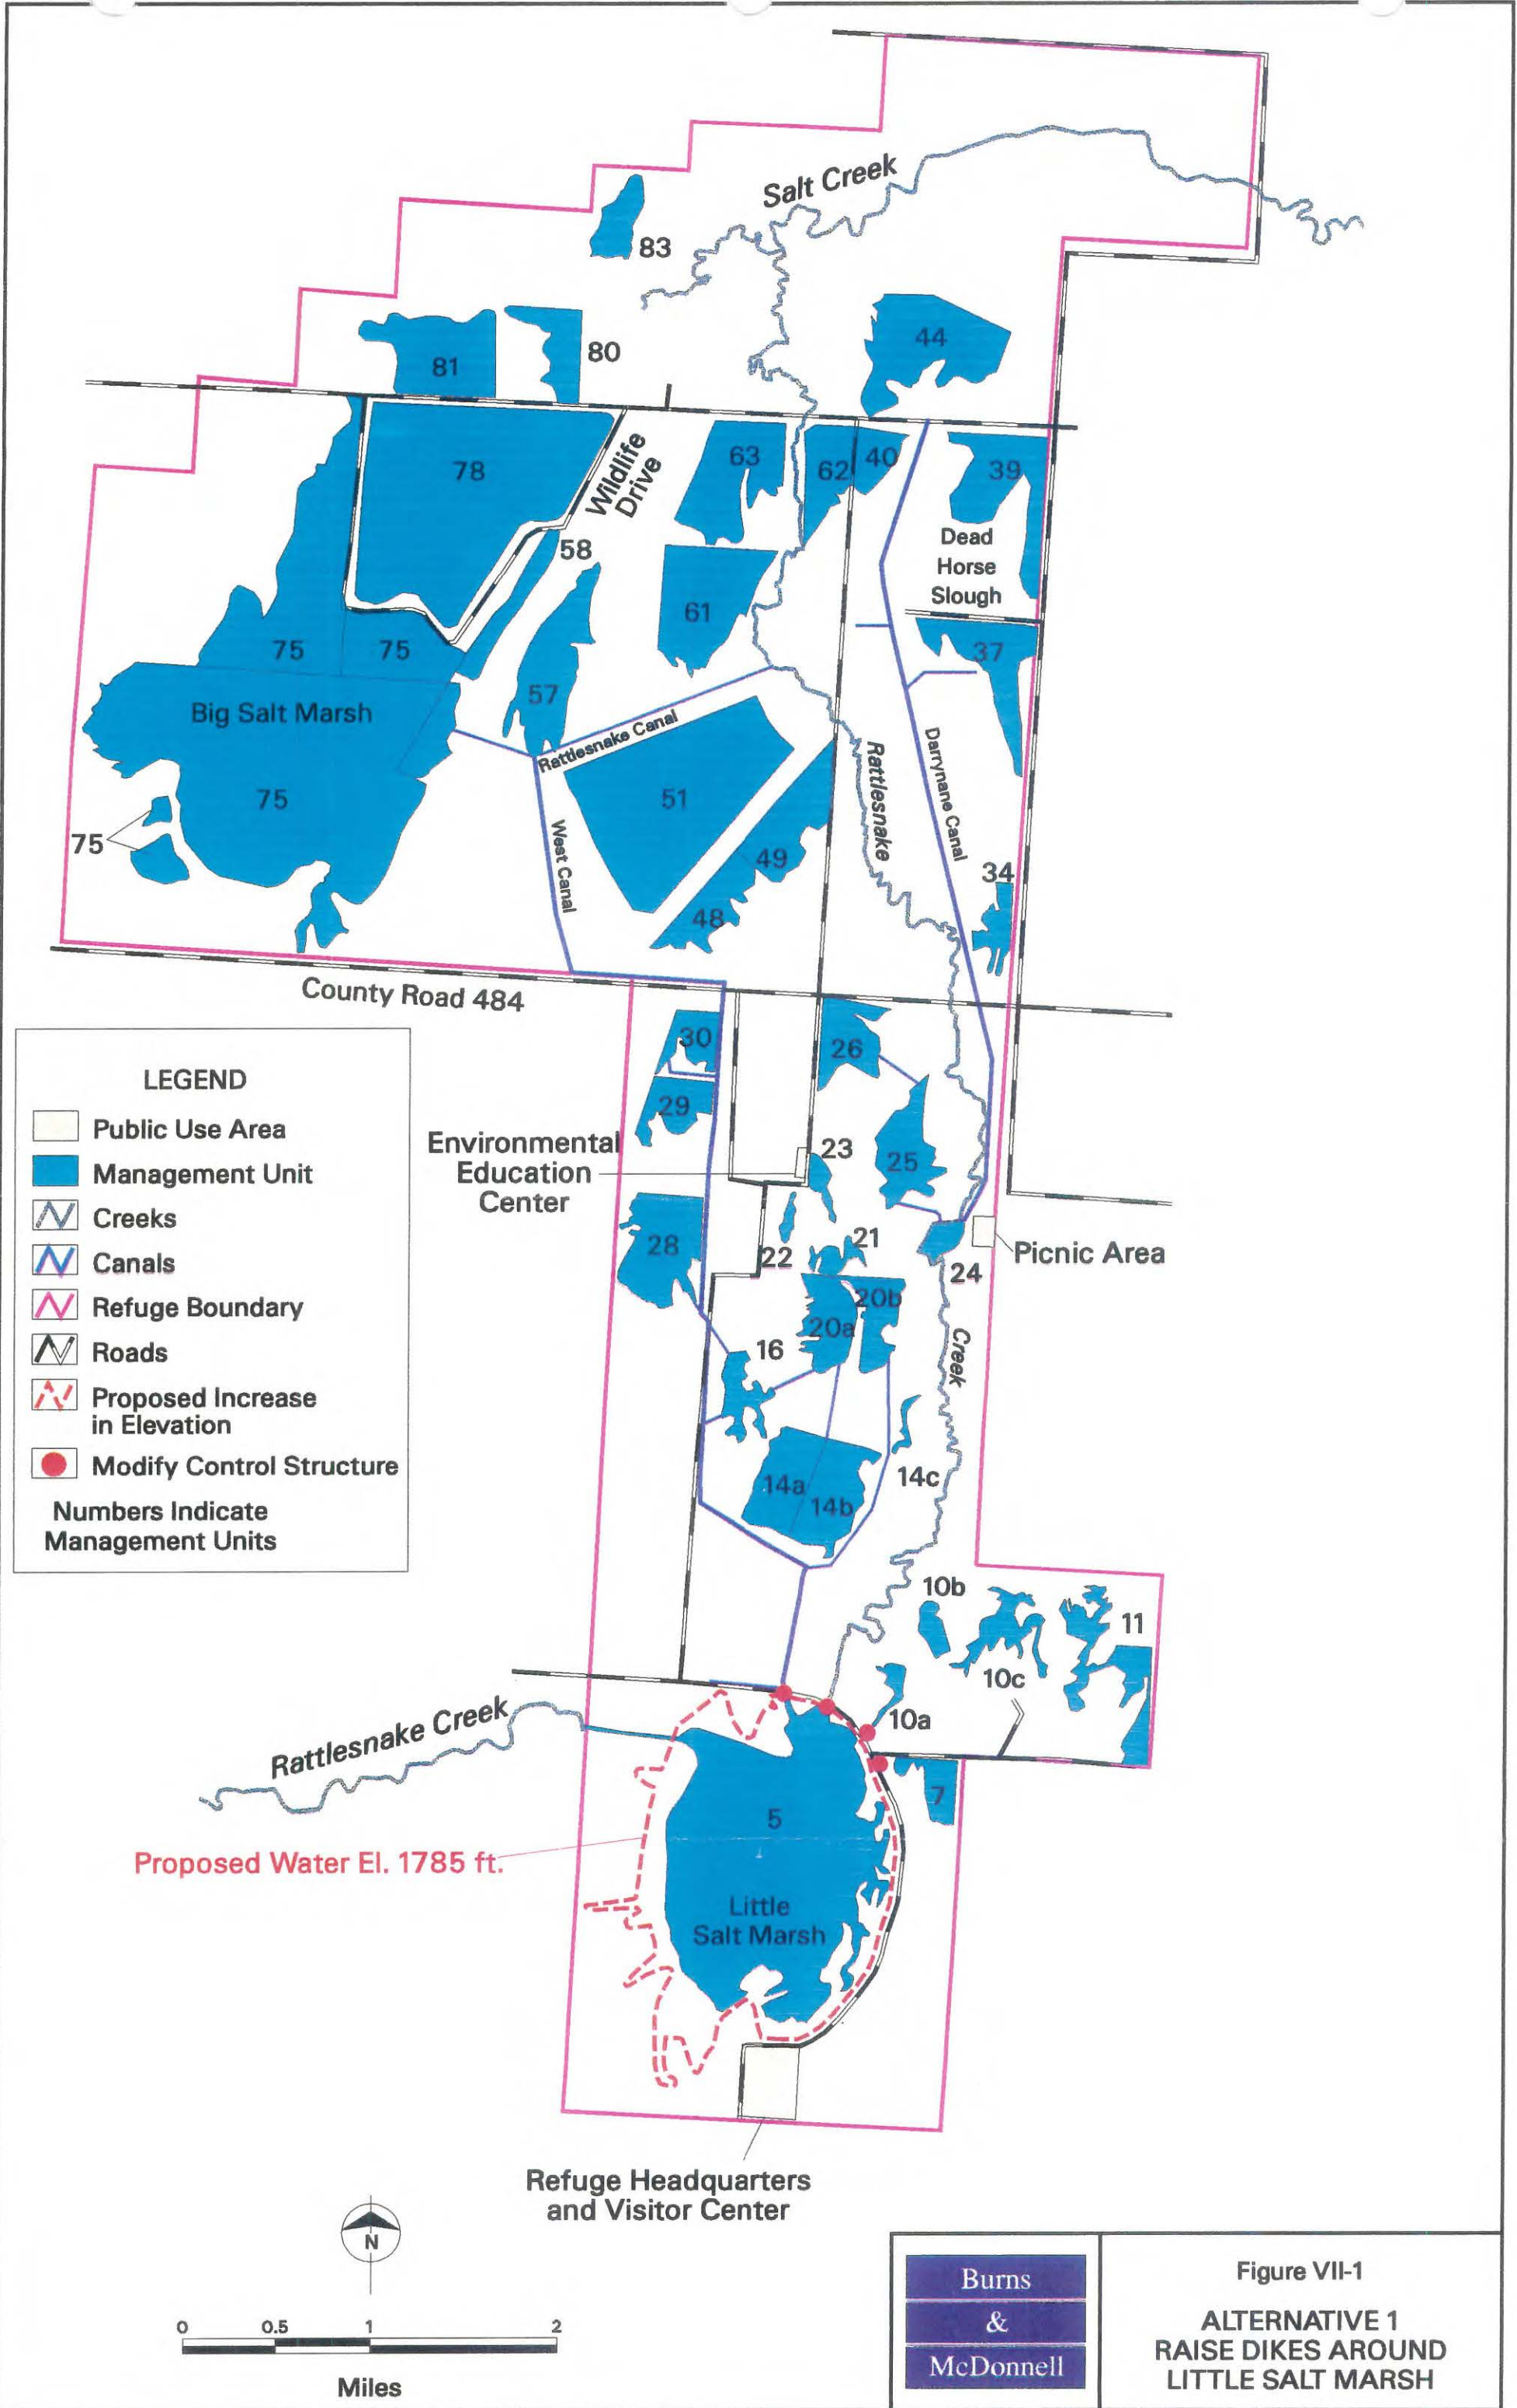 Salt Creek
83
44
81
80
78
Wildlife
Drive
63
62
40
39
58
Dead
Horse
Slough
61
37
75
75
57
Big Salt Marsh
Rattlesnake Canal
Rattlesnake
Darrynane Canal
51
75
75
West Canal
49
34
48
County Road 484
30
26
29
LEGEND
Public Use Area
Management Unit
Creeks
Canals
Refuge Boundary
Roads
Proposed Increase
in Elevation
Modify Control Structure
Numbers Indicate
Management Units
Environmental
Education
Center
23
25
28
22
21
24
Picnic Area
20b
20a
16
Creek
14a
14b
14c
10b
11
10c
10a
Rattlesnake Creek
7
5
Proposed Water El. 1785 ft.
Little
Salt Marsh
Refuge Headquarters
and Visitor Center
N
0 0.5 1 2
Miles
Burns
&
McDonnell
Figure VII-1
ALTERNATIVE 1
RAISE DIKES AROUND
LITTLE SALT MARSH